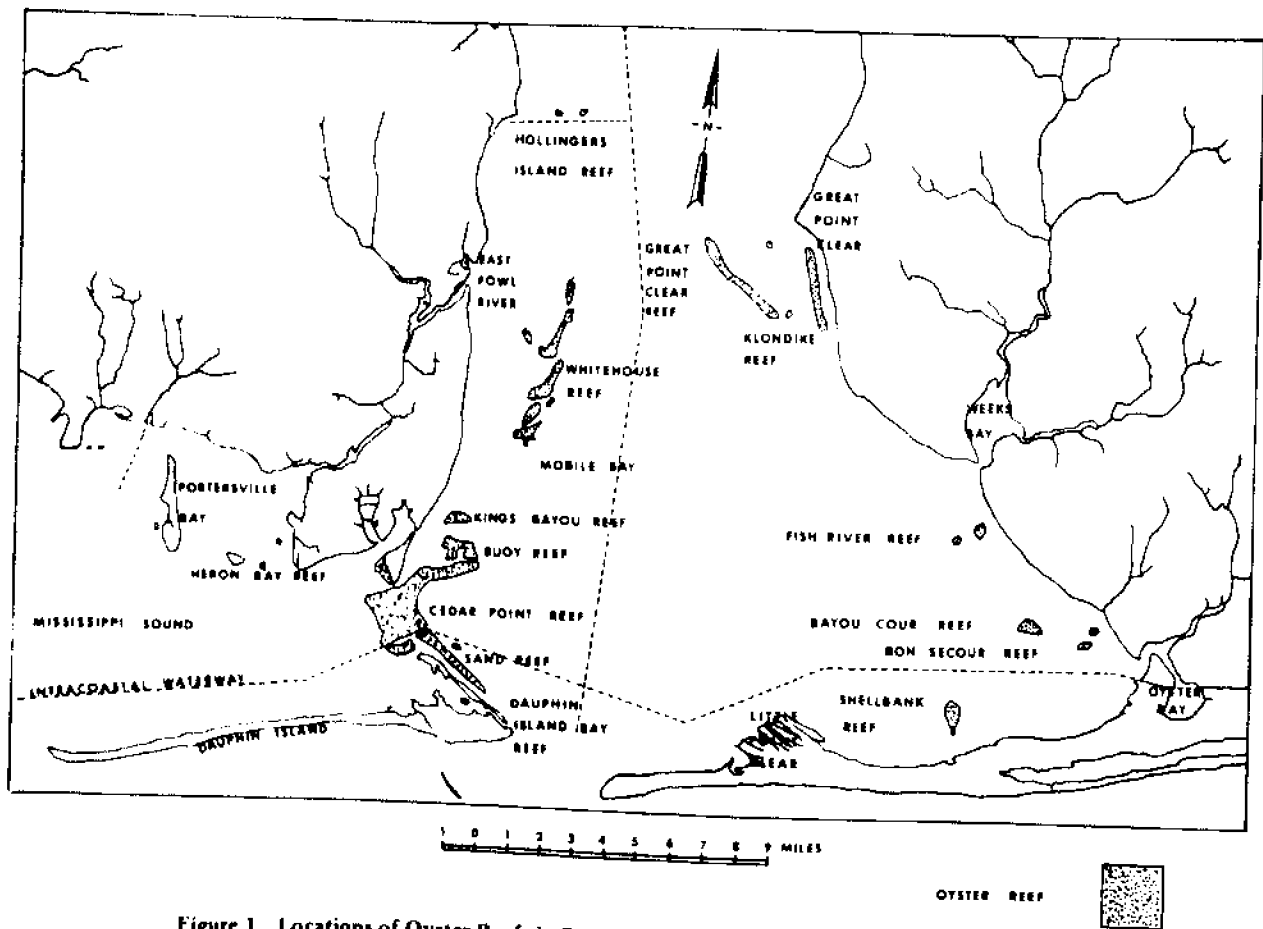 HOLLINGERS
ISLAND REEF
N
GREAT
POINT
CLEAR
EAST
FOWL
RIVER
GREAT
POINT
CLEAR
REEF
KLONDIKE
REEF
WHITEHOUSE
REEF
WEEKS
BAY
MOBILE BAY
PORTERSVILLE
BAY
KINGS BAYOU REEF
BUOY REEF
FISH RIVER REEF
HERON BAY REEF
CEDAR POINT REEF
MISSISSIPPI SOUND
BAYOU COUR REEF
BON SECOUR REEF
SAND REEF
INTRACOASTAL WATERWAY
DAUPHIN
ISLAND BAY
REEF
SHELLBANK
REEF
OYSTER
BAY
LITTLE
DAUPHIN ISLAND
1 0 1 2 3 4 5 6 7 8 9 MILES
OYSTER REEF
Figure 1. Locations of Oyster